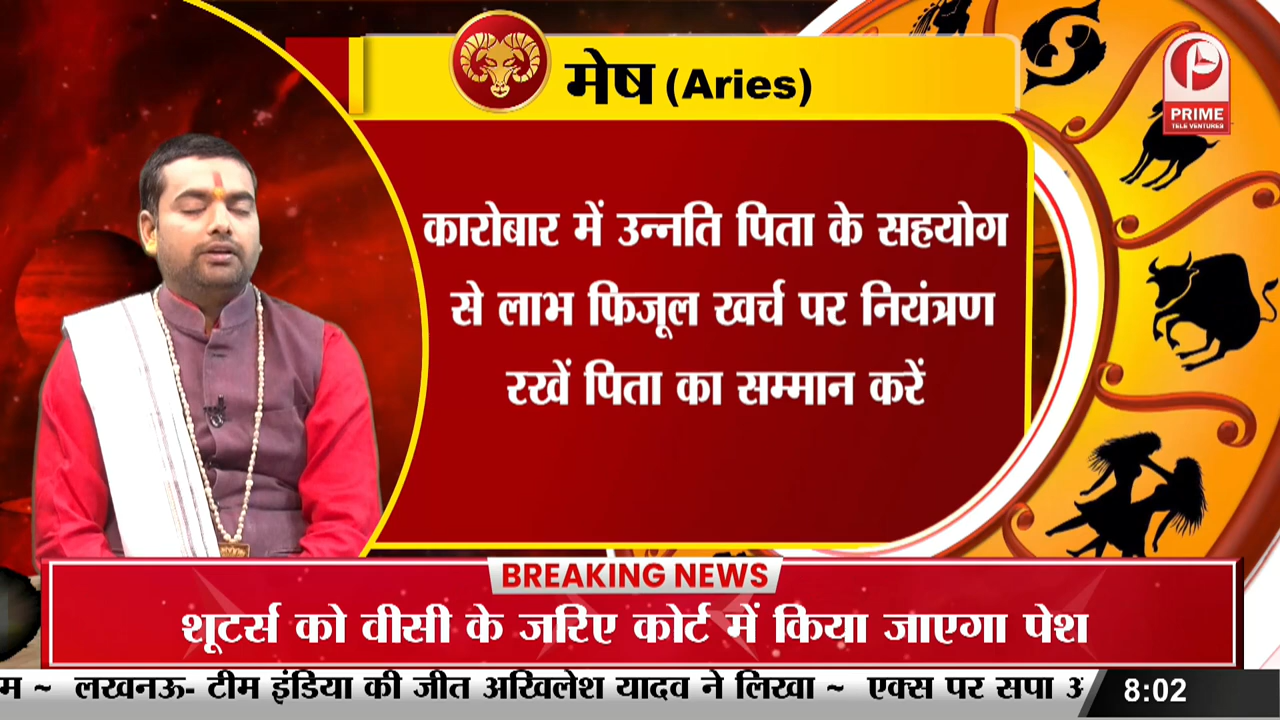 मेष (Aries)
PRIME
TELE VENTURES
कारोबार में उन्नति पिता के सहयोग
से लाभ फिजूल खर्च पर नियंत्रण
रखें पिता का सम्मान करें
BREAKING NEWS
शूटर्स को वीसी के जरिए कोर्ट में किया जाएगा पेश
म ~ लखनऊ- टीम इंडिया की जीत अखिलेश यादव ने लिखा ~ एक्स पर सपा
8:02